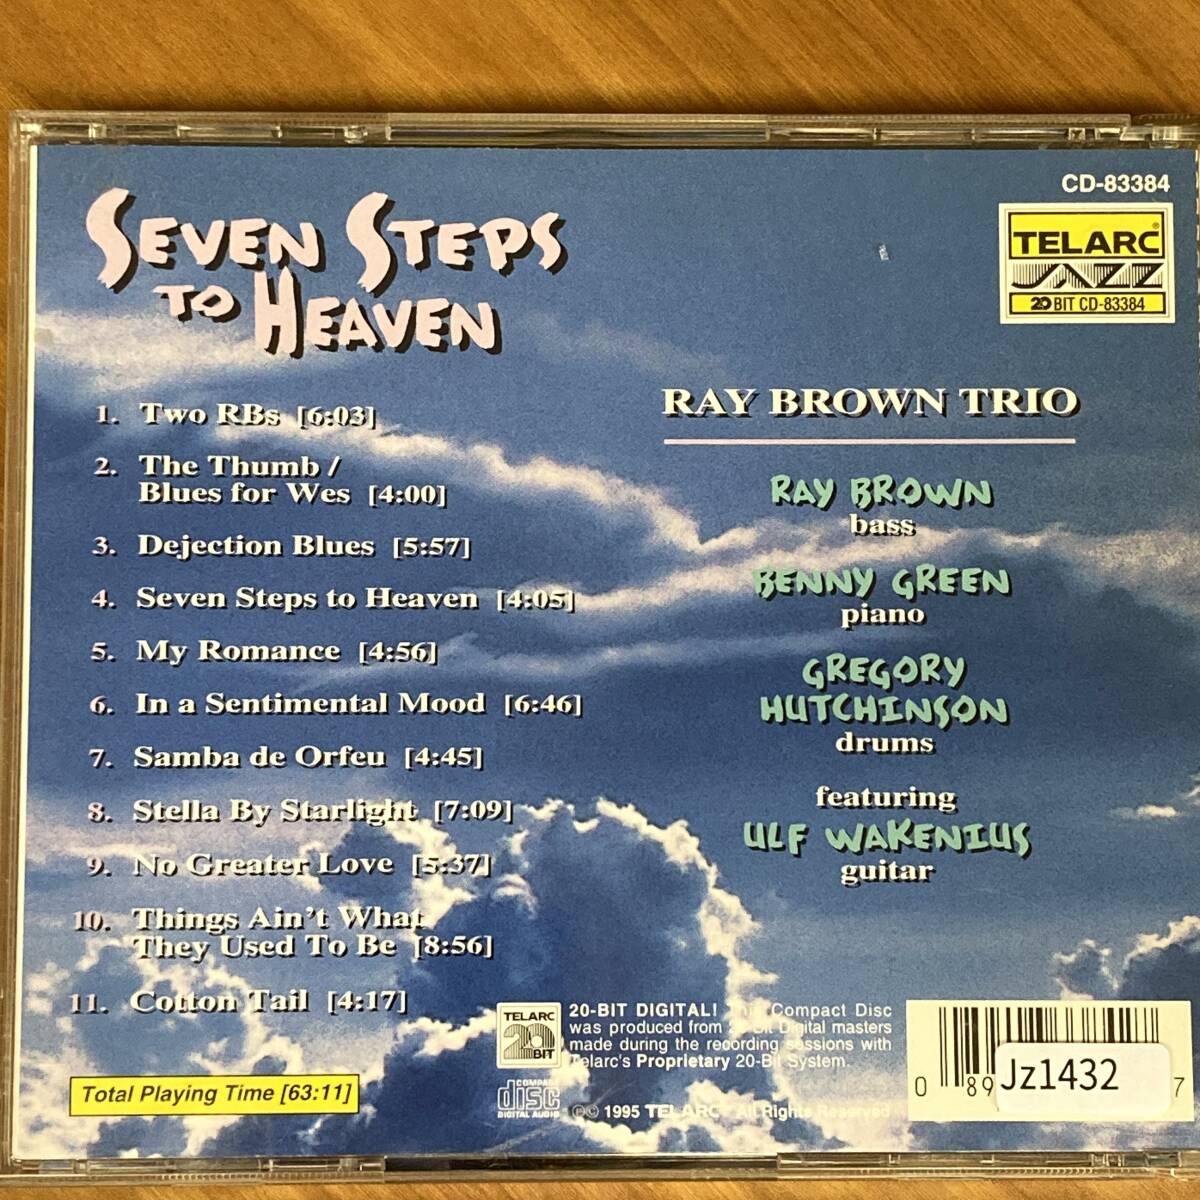 SEVEN STEPS
TO HEAVEN
1. Two RBs [6:03]
2. The Thumb /
Blues for Wes [4:00]
3. Dejection Blues [5:57]
4. Seven Steps to Heaven [4:05]
5. My Romance [4:56]
6. In a Sentimental Mood [6:46]
7. Samba de Orfeu [4:45]
8. Stella By Starlight [7:09]
9. No Greater Love [5:37]
10. Things Ain't What
They Used To Be [8:56]
11. Cotton Tail [4:17]
Total Playing Time [63:11]
CD-83384
TELARC®
JAZZ
20 BIT CD-83384
RAY BROWN TRIO
RAY BROWN
bass
BENNY GREEN
piano
GREGORY
HUTCHINSON
drums
featuring
ULF WAKENIUS
guitar
TELARC
20
BIT
20-BIT DIGITAL! This Compact Disc
was produced from 20-Bit Digital masters
made during the recording sessions with
Telarc's Proprietary 20-Bit System.
COMPACT
disc
DIGITAL AUDIO
℗© 1995 TELARC® All Rights Reserved
0 89 7
Jz1432